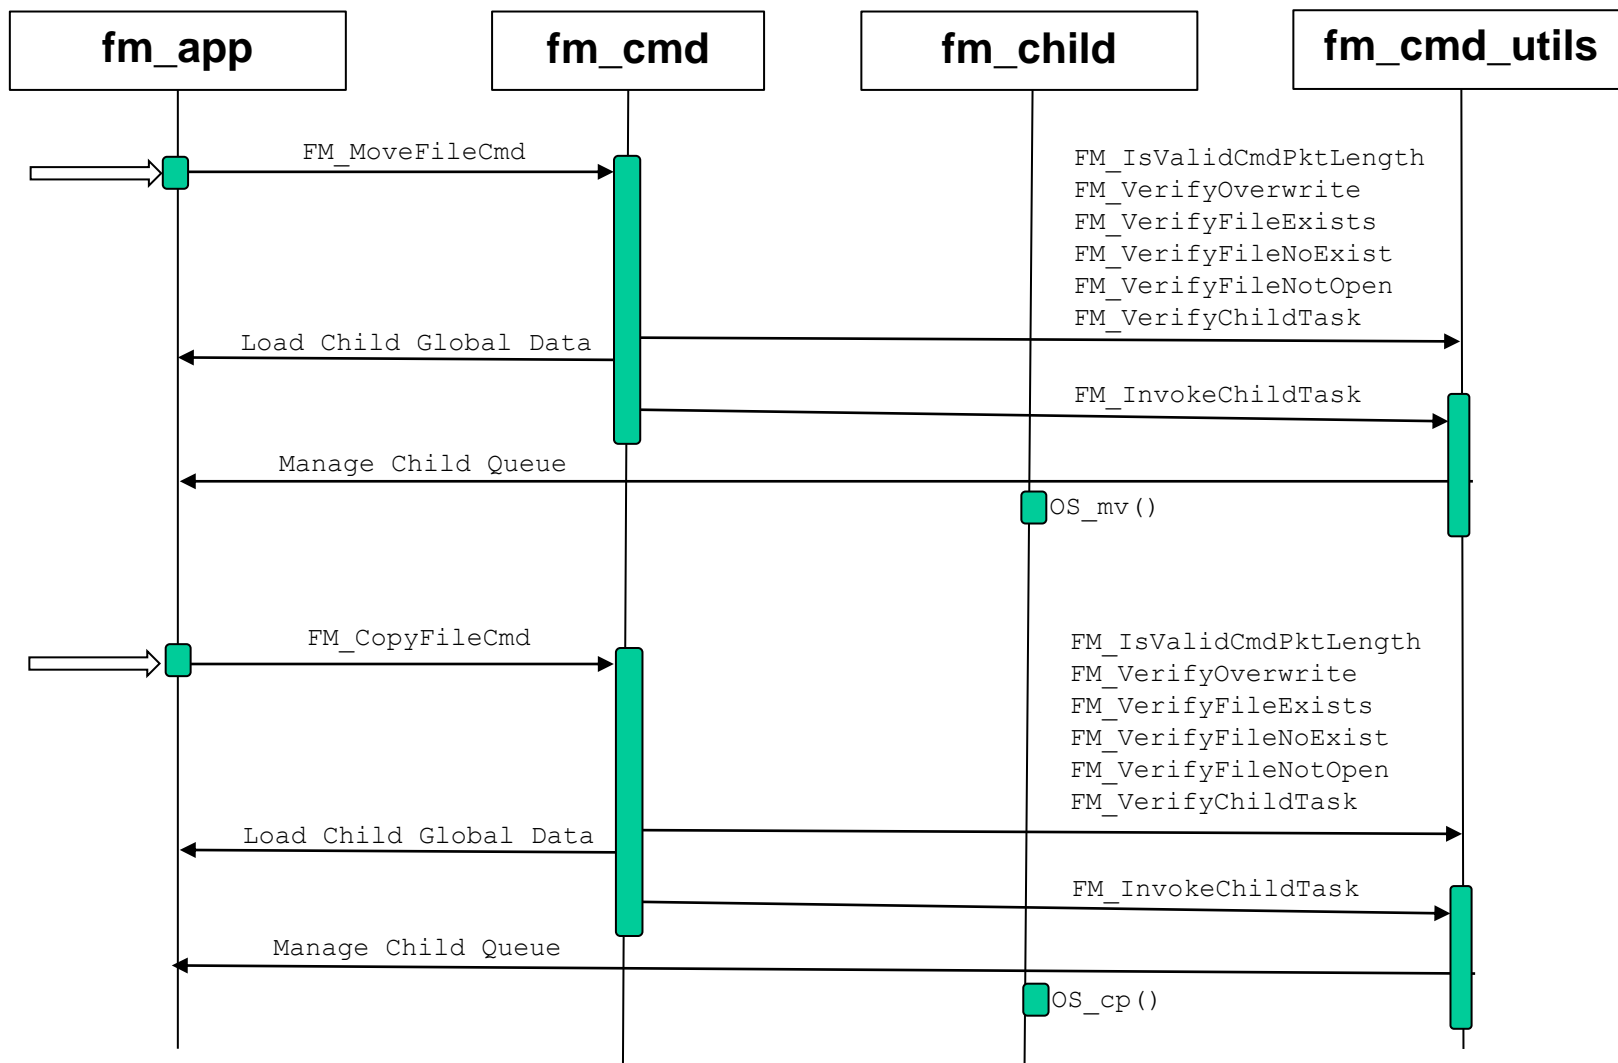 fm_app
fm_cmd
fm_child
fm_cmd_utils
FM_MoveFileCmd
FM_IsValidCmdPktLength
FM_VerifyOverwrite
FM_VerifyFileExists
FM_VerifyFileNoExist
FM_VerifyFileNotOpen
FM_VerifyChildTask
Load Child Global Data
FM_InvokeChildTask
Manage Child Queue
OS_mv()
FM_CopyFileCmd
FM_IsValidCmdPktLength
FM_VerifyOverwrite
FM_VerifyFileExists
FM_VerifyFileNoExist
FM_VerifyFileNotOpen
FM_VerifyChildTask
Load Child Global Data
FM_InvokeChildTask
Manage Child Queue
OS_cp()